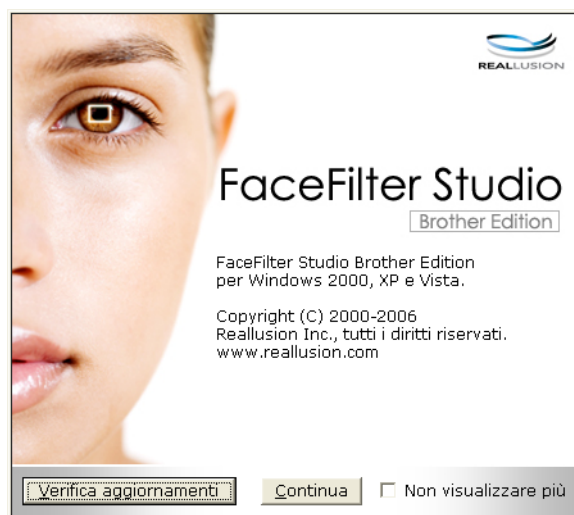 REALLUSION
FaceFilter Studio
Brother Edition
FaceFilter Studio Brother Edition
per Windows 2000, XP e Vista.
Copyright (C) 2000-2006
Reallusion Inc., tutti i diritti riservati.
www.reallusion.com
Verifica aggiornamenti
Continua
Non visualizzare più